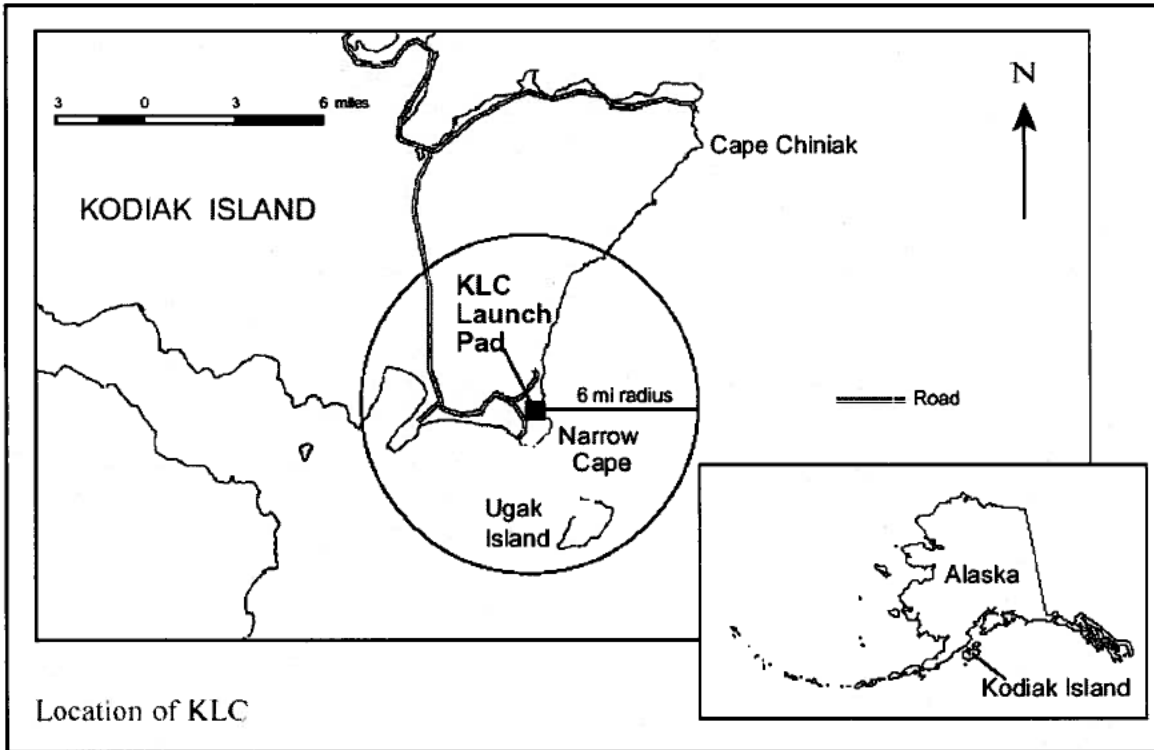 3 0 3 6 miles
N
Cape Chiniak
KODIAK ISLAND
KLC
Launch
Pad
6 mi radius
Road
Narrow
Cape
Ugak
Island
Alaska
Kodiak Island
Location of KLC